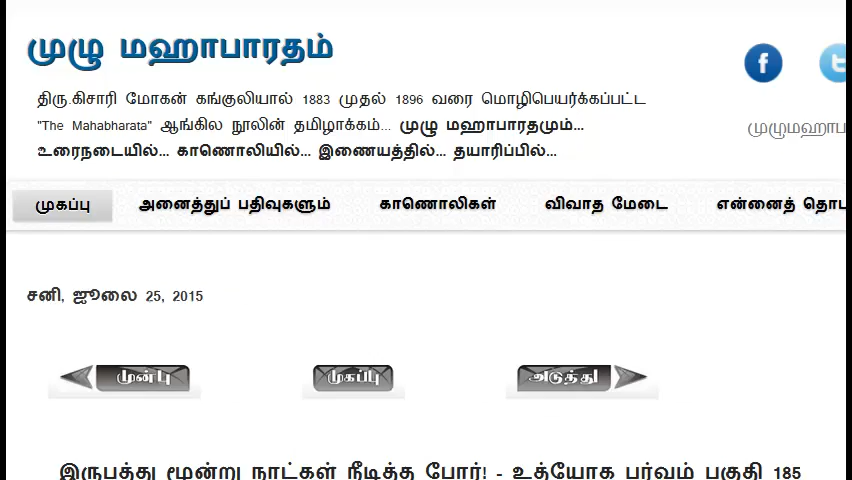 முழு மஹாபாரதம்
திரு.கிசாரி மோகன் கங்குலியால் 1883 முதல் 1896 வரை மொழிபெயர்க்கப்பட்ட
"The Mahabharata" ஆங்கில நூலின் தமிழாக்கம்... முழு மஹாபாரதமும்...
உரைநடையில்... காணொலியில்... இணையத்தில்... தயாரிப்பில்...
முழுமஹாப
முகப்பு அனைத்துப் பதிவுகளும் காணொலிகள் விவாத மேடை என்னைத் தொட
சனி, ஜூலை 25, 2015
முன்பு முகப்பு அடுத்து
இருபத்து மூன்று நாட்கள் நீடித்த போர்! - உத்யோக பர்வம் பகுதி 185